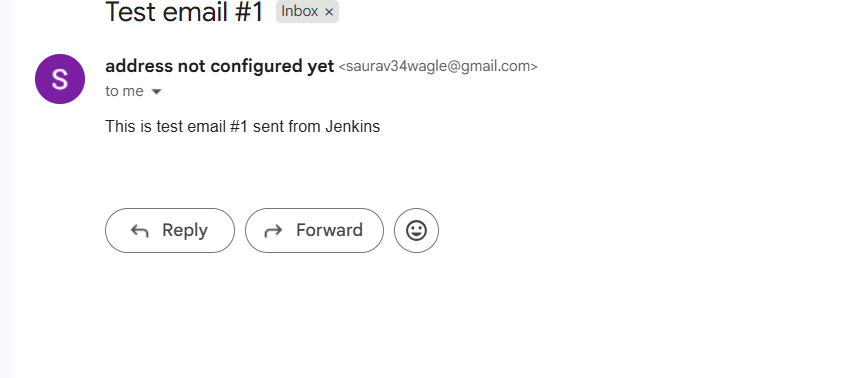 Test email #1 Inbox ×
S
address not configured yet <saurav34wagle@gmail.com>
to me
This is test email #1 sent from Jenkins
Reply Forward